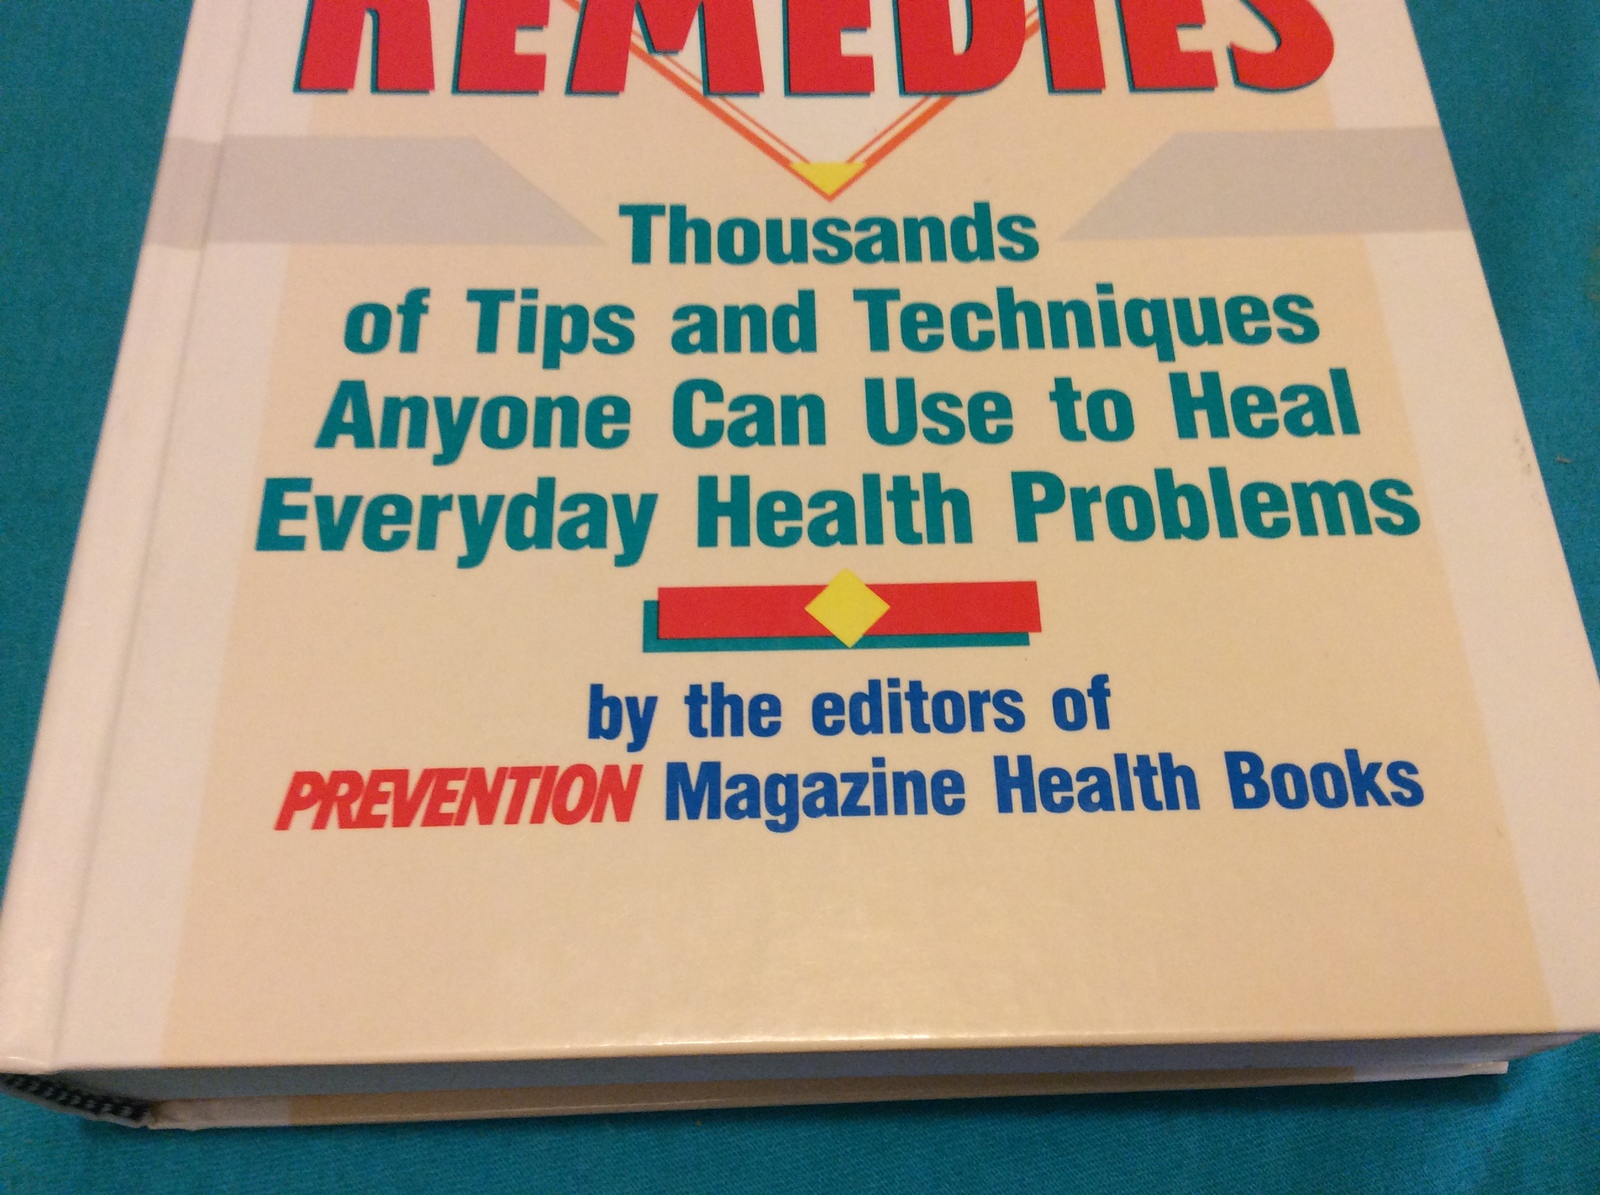 REMEDIES
Thousands
of Tips and Techniques
Anyone Can Use to Heal
Everyday Health Problems
by the editors of
PREVENTION Magazine Health Books